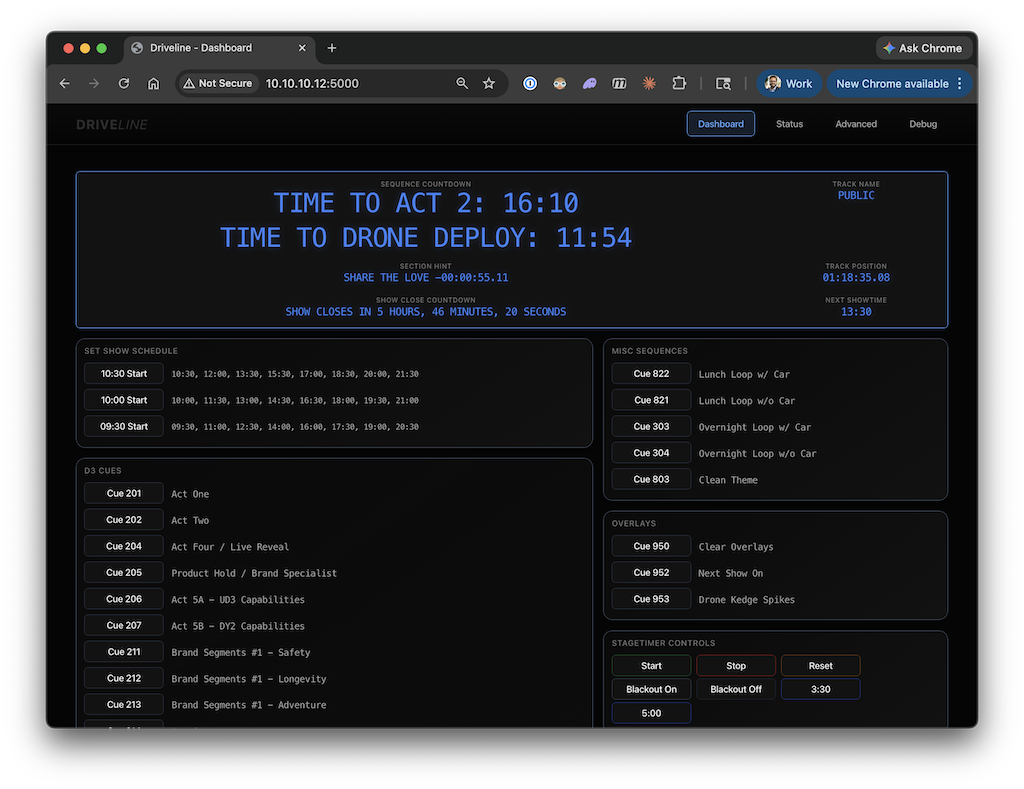 Driveline - Dashboard
Ask Chrome
Not Secure
10.10.10.12:5000
Work
New Chrome available
DRIVELINE
Dashboard
Status
Advanced
Debug
SEQUENCE COUNTDOWN
TIME TO ACT 2: 16:10
TIME TO DRONE DEPLOY: 11:54
TRACK NAME
PUBLIC
SECTION HINT
SHARE THE LOVE -00:00:55.11
TRACK POSITION
01:18:35.08
SHOW CLOSE COUNTDOWN
SHOW CLOSES IN 5 HOURS, 46 MINUTES, 20 SECONDS
NEXT SHOWTIME
13:30
SET SHOW SCHEDULE
10:30 Start 10:30, 12:00, 13:30, 15:30, 17:00, 18:30, 20:00, 21:30
10:00 Start 10:00, 11:30, 13:00, 14:30, 16:30, 18:00, 19:30, 21:00
09:30 Start 09:30, 11:00, 12:30, 14:00, 16:00, 17:30, 19:00, 20:30
D3 CUES
Cue 201 Act One
Cue 202 Act Two
Cue 204 Act Four / Live Reveal
Cue 205 Product Hold / Brand Specialist
Cue 206 Act 5A - UD3 Capabilities
Cue 207 Act 5B - DY2 Capabilities
Cue 211 Brand Segments #1 - Safety
Cue 212 Brand Segments #1 - Longevity
Cue 213 Brand Segments #1 - Adventure
MISC SEQUENCES
Cue 822 Lunch Loop w/ Car
Cue 821 Lunch Loop w/o Car
Cue 303 Overnight Loop w/ Car
Cue 304 Overnight Loop w/o Car
Cue 803 Clean Theme
OVERLAYS
Cue 950 Clear Overlays
Cue 952 Next Show On
Cue 953 Drone Kedge Spikes
STAGETIMER CONTROLS
Start
Stop
Reset
Blackout On
Blackout Off
3:30
5:00